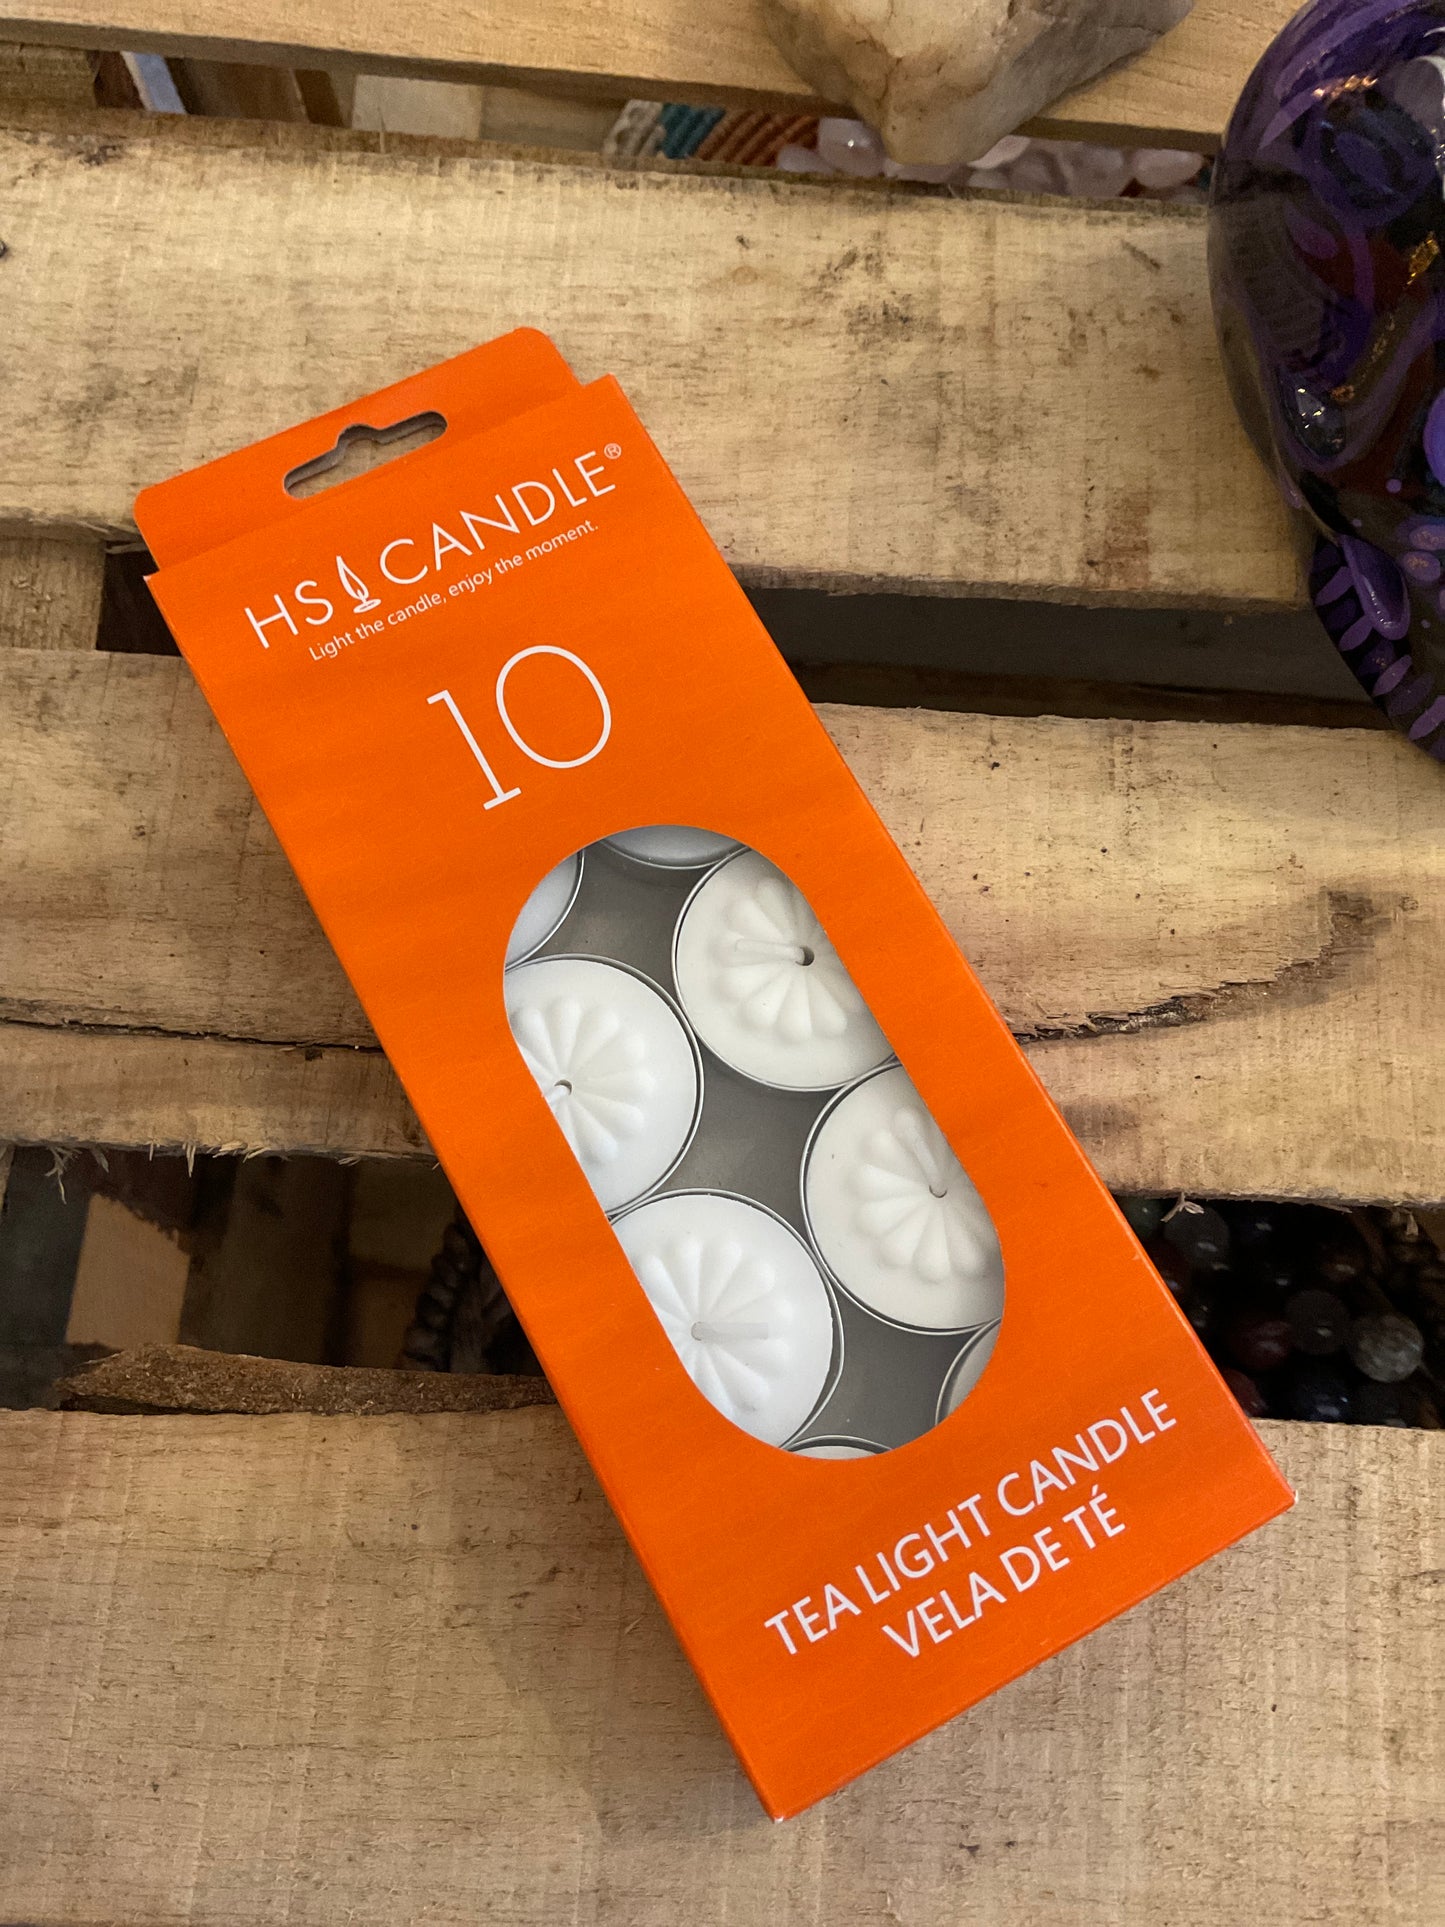 HS CANDLE®
Light the candle, enjoy the moment.
10
TEA LIGHT CANDLE
VELA DE TÉ